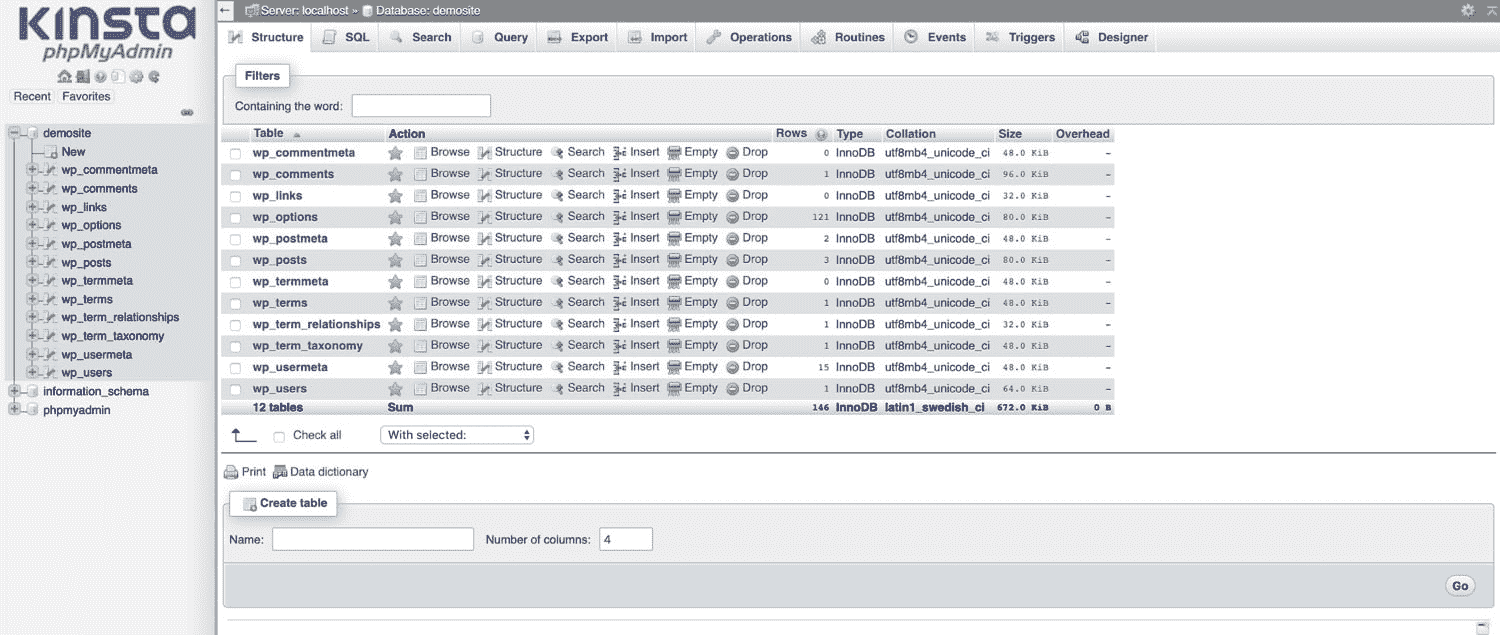 KINSTA
phpMyAdmin
Recent Favorites
demosite
New
wp_commentmeta
wp_comments
wp_links
wp_options
wp_postmeta
wp_posts
wp_termmeta
wp_terms
wp_term_relationships
wp_term_taxonomy
wp_usermeta
wp_users
information_schema
phpmyadmin
Server: localhost » Database: demosite
Structure SQL Search Query Export Import Operations Routines Events Triggers Designer
Filters
Containing the word:
Table Action Rows Type Collation Size Overhead
wp_commentmeta Browse Structure Search Insert Empty Drop 0 InnoDB utf8mb4_unicode_ci 48.0 KiB –
wp_comments Browse Structure Search Insert Empty Drop 1 InnoDB utf8mb4_unicode_ci 96.0 KiB –
wp_links Browse Structure Search Insert Empty Drop 0 InnoDB utf8mb4_unicode_ci 32.0 KiB –
wp_options Browse Structure Search Insert Empty Drop 121 InnoDB utf8mb4_unicode_ci 80.0 KiB –
wp_postmeta Browse Structure Search Insert Empty Drop 2 InnoDB utf8mb4_unicode_ci 48.0 KiB –
wp_posts Browse Structure Search Insert Empty Drop 3 InnoDB utf8mb4_unicode_ci 80.0 KiB –
wp_termmeta Browse Structure Search Insert Empty Drop 0 InnoDB utf8mb4_unicode_ci 48.0 KiB –
wp_terms Browse Structure Search Insert Empty Drop 1 InnoDB utf8mb4_unicode_ci 48.0 KiB –
wp_term_relationships Browse Structure Search Insert Empty Drop 1 InnoDB utf8mb4_unicode_ci 32.0 KiB –
wp_term_taxonomy Browse Structure Search Insert Empty Drop 1 InnoDB utf8mb4_unicode_ci 48.0 KiB –
wp_usermeta Browse Structure Search Insert Empty Drop 15 InnoDB utf8mb4_unicode_ci 48.0 KiB –
wp_users Browse Structure Search Insert Empty Drop 1 InnoDB utf8mb4_unicode_ci 64.0 KiB –
12 tables Sum 146 InnoDB latin1_swedish_ci 672.0 KiB 0 B
Check all With selected:
Print Data dictionary
Create table
Name: Number of columns: 4
Go